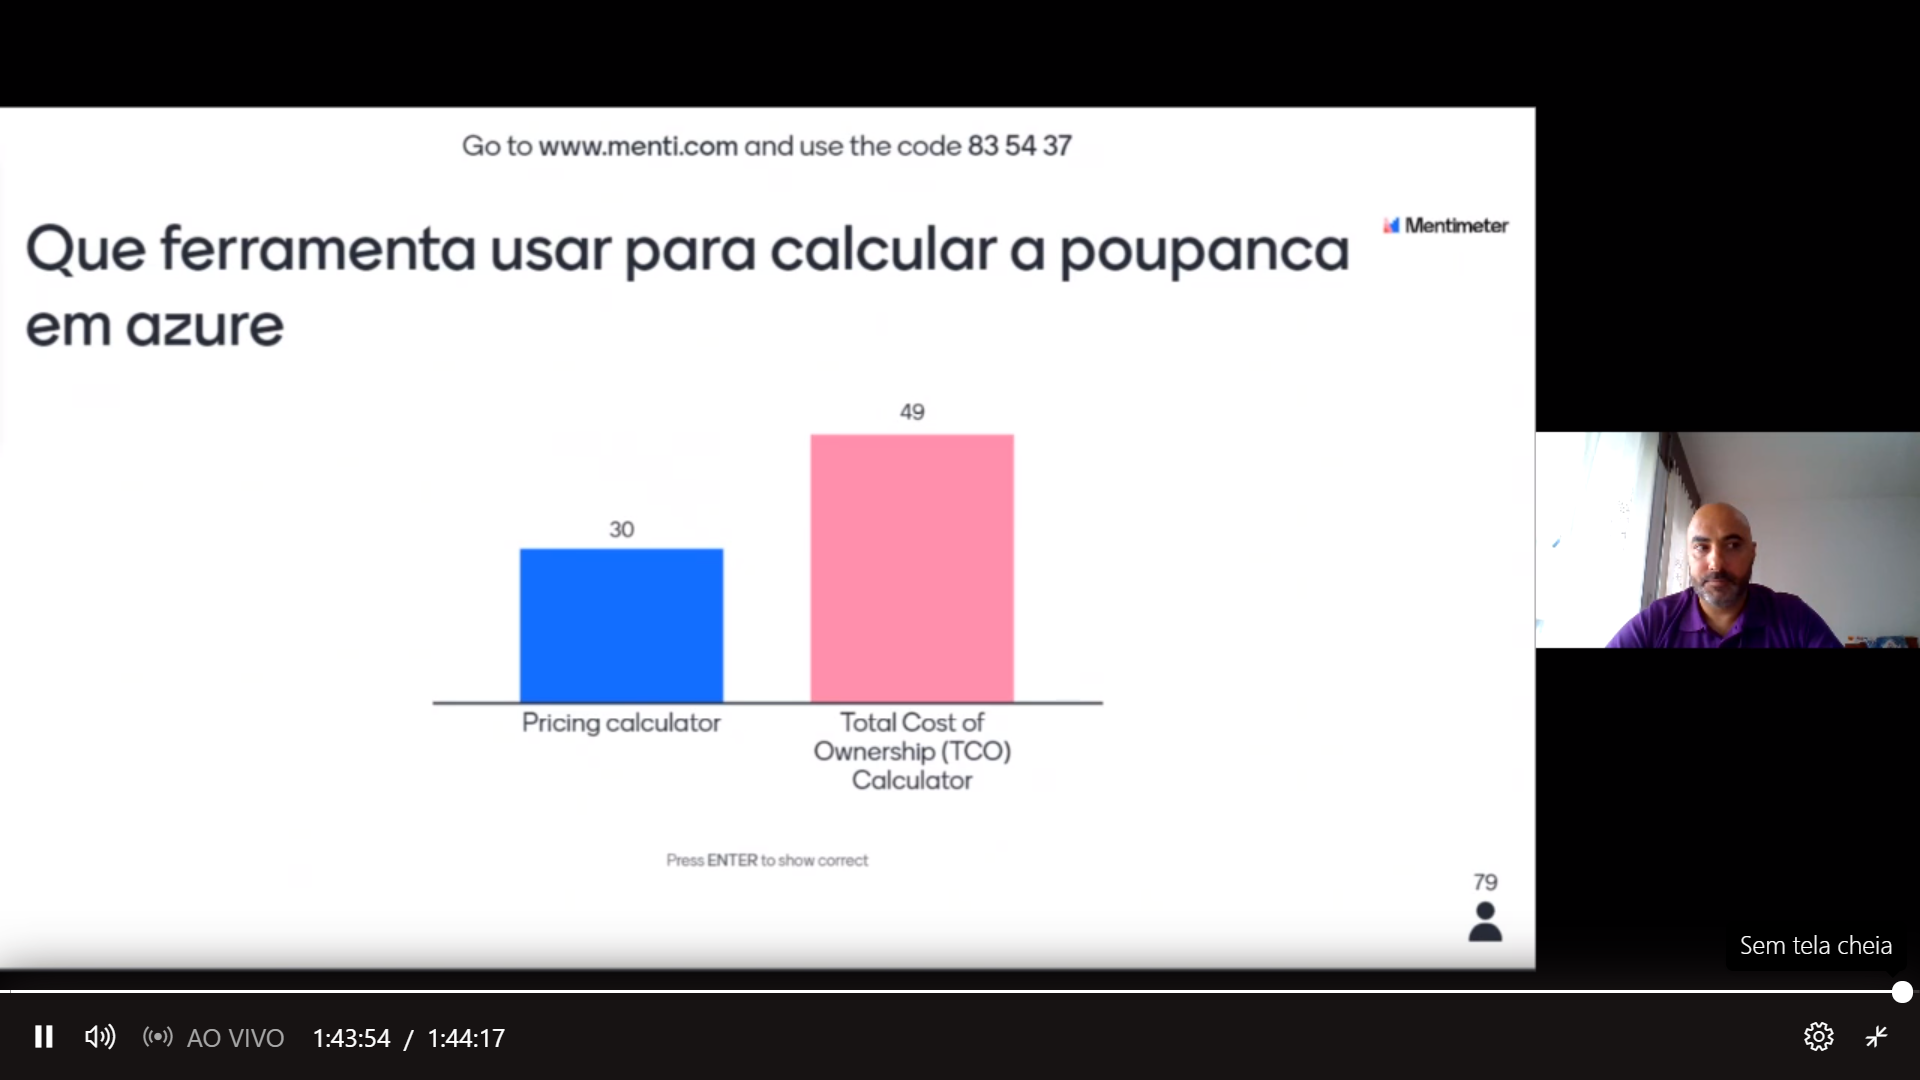 Go to www.menti.com and use the code 83 54 37
Mentimeter
Que ferramenta usar para calcular a poupanca
em azure
30
49
Pricing calculator
Total Cost of
Ownership (TCO)
Calculator
Press ENTER to show correct
79
Sem tela cheia
AO VIVO 1:43:54 / 1:44:17